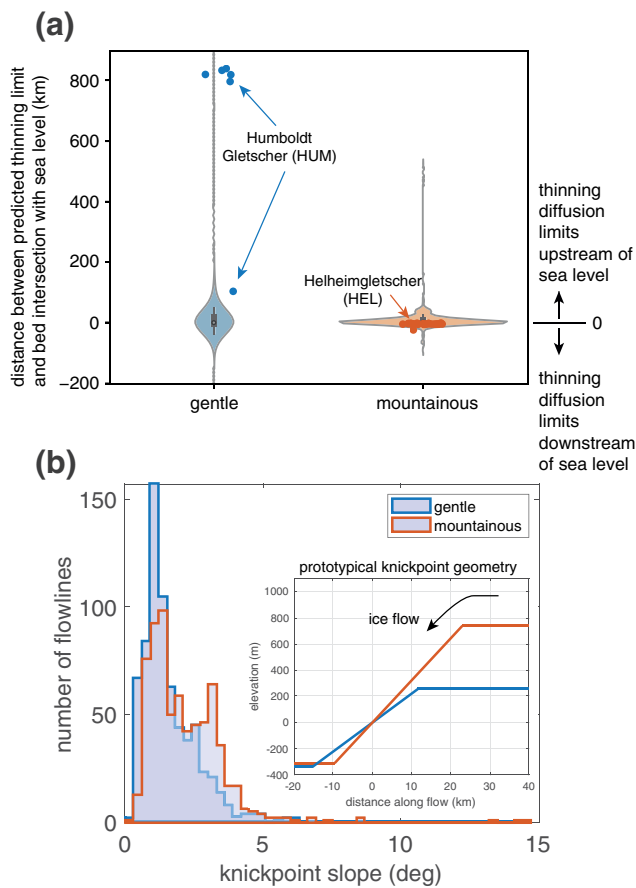 (a)
distance between predicted thinning limit
and bed intersection with sea level (km)
800
600
400
200
0
−200
Humboldt
Gletscher (HUM)
Helheimgletscher
(HEL)
gentle
mountainous
thinning
diffusion
limits
upstream of
sea level
0
thinning
diffusion
limits
downstream
of sea level
(b)
number of flowlines
150
100
50
0
0
5
10
15
knickpoint slope (deg)
gentle
mountainous
prototypical knickpoint geometry
ice flow
elevation (m)
1000
800
600
400
200
0
-200
-400
-20
-10
0
10
20
30
40
distance along flow (km)